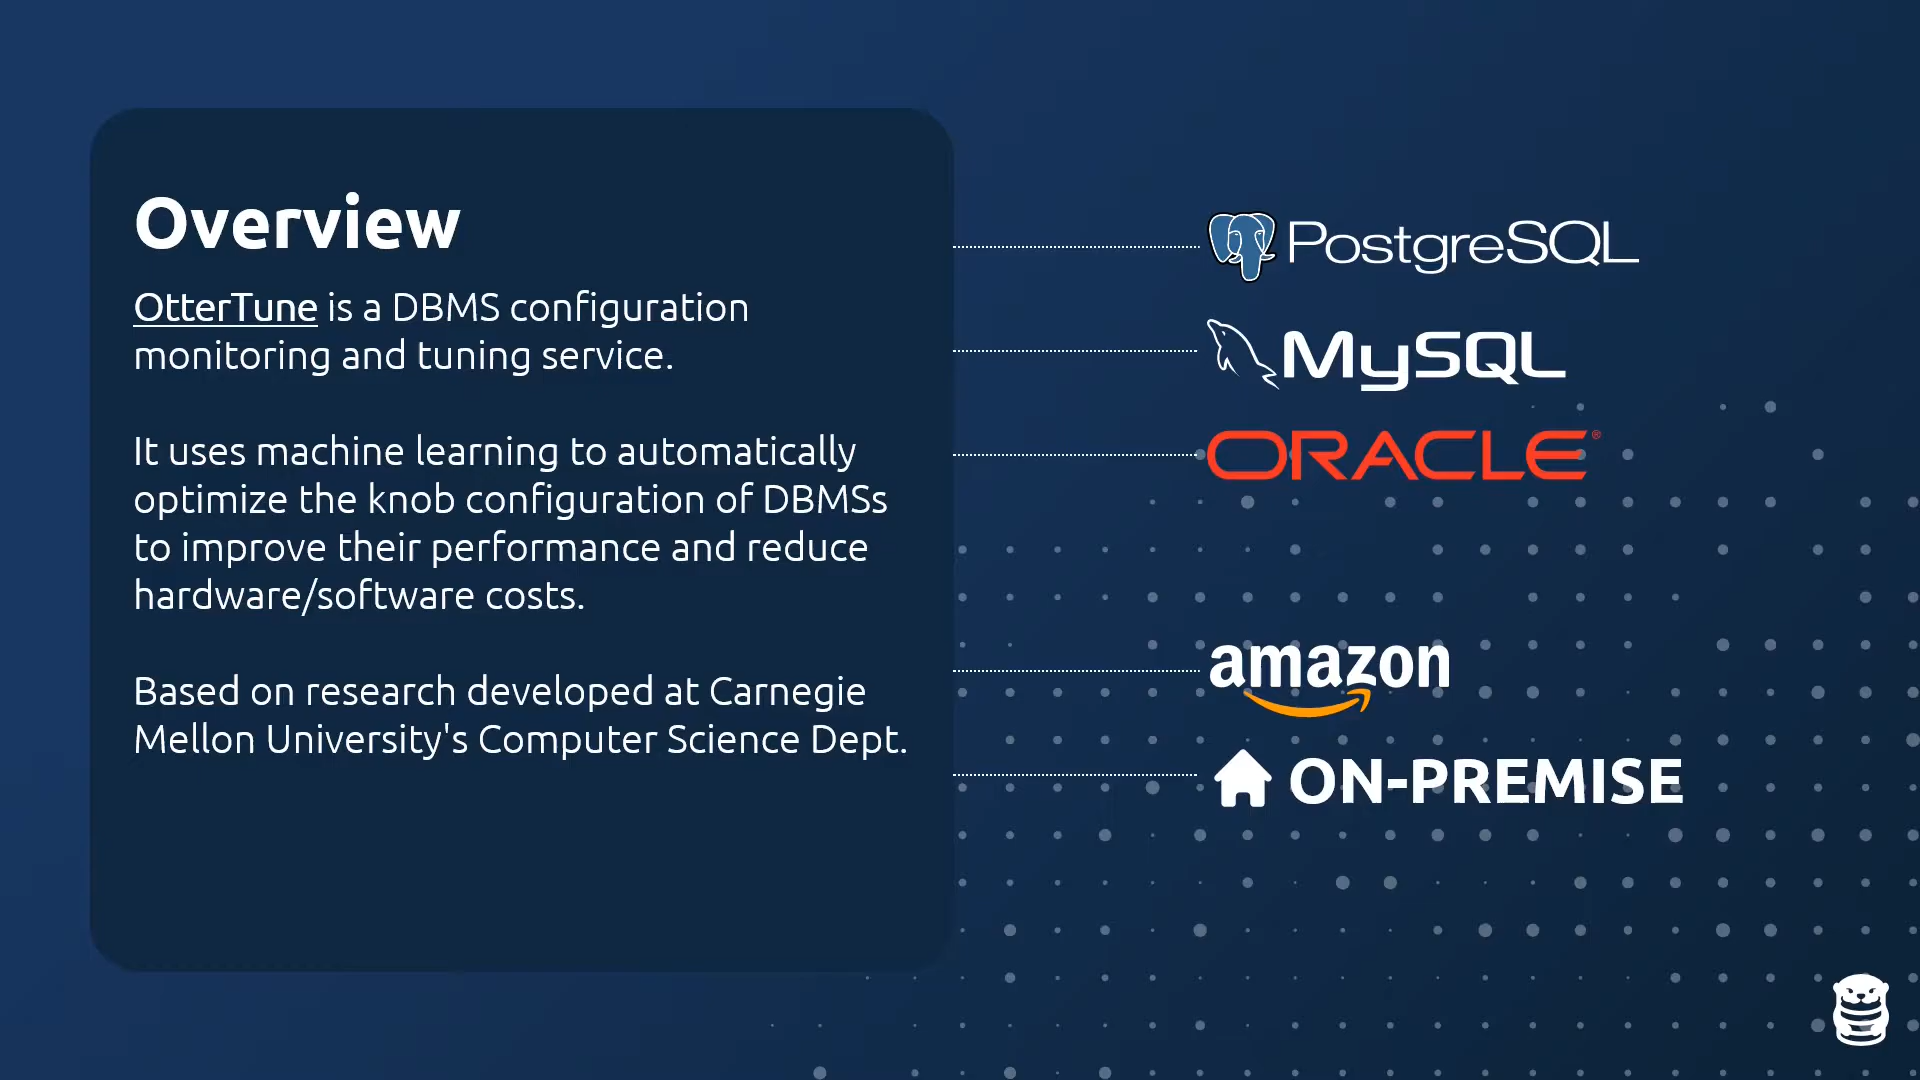 Overview
OtterTune is a DBMS configuration
monitoring and tuning service.
It uses machine learning to automatically
optimize the knob configuration of DBMSs
to improve their performance and reduce
hardware/software costs.
Based on research developed at Carnegie
Mellon University's Computer Science Dept.
PostgreSQL
MySQL
ORACLE®
amazon
ON-PREMISE